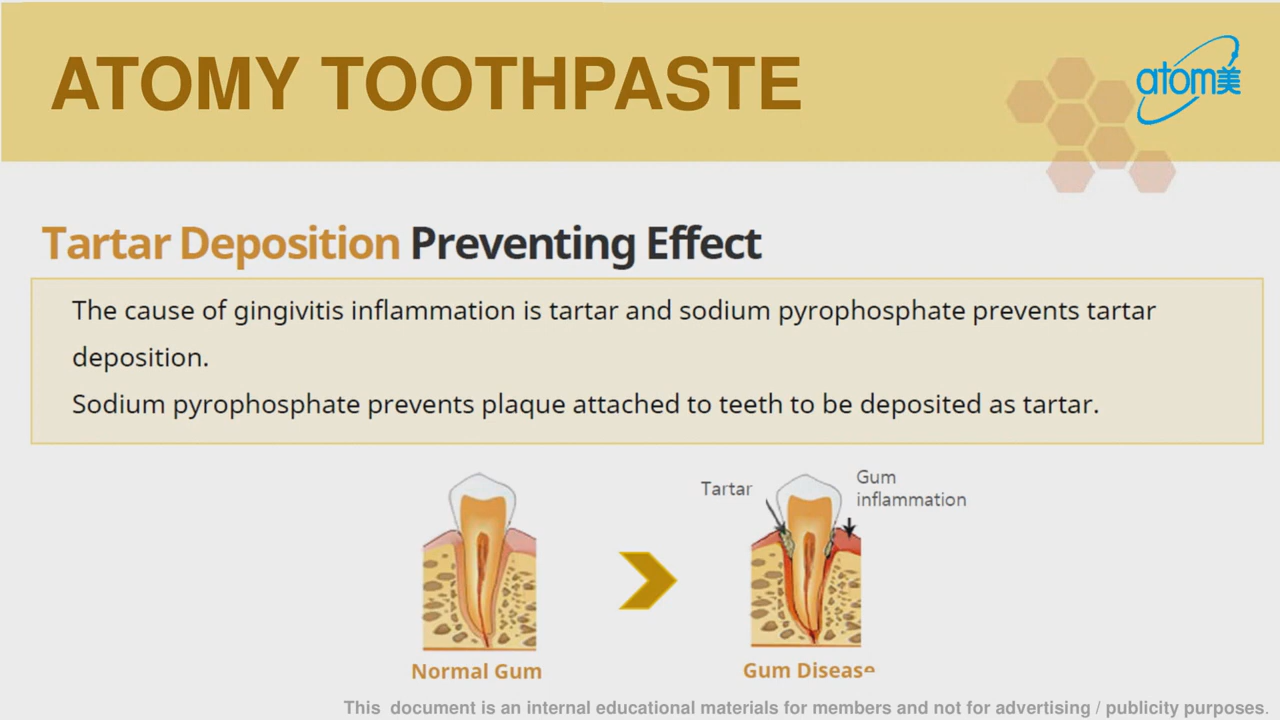 ATOMY TOOTHPASTE
atom美
Tartar Deposition Preventing Effect
The cause of gingivitis inflammation is tartar and sodium pyrophosphate prevents tartar
deposition.
Sodium pyrophosphate prevents plaque attached to teeth to be deposited as tartar.
Tartar
Gum
inflammation
Normal Gum
Gum Disease
This document is an internal educational materials for members and not for advertising / publicity purposes.